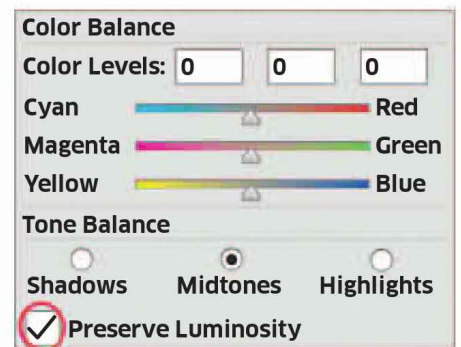 Color Balance
Color Levels: 0 0 0
Cyan Red
Magenta Green
Yellow Blue
Tone Balance
Shadows Midtones Highlights
Preserve Luminosity